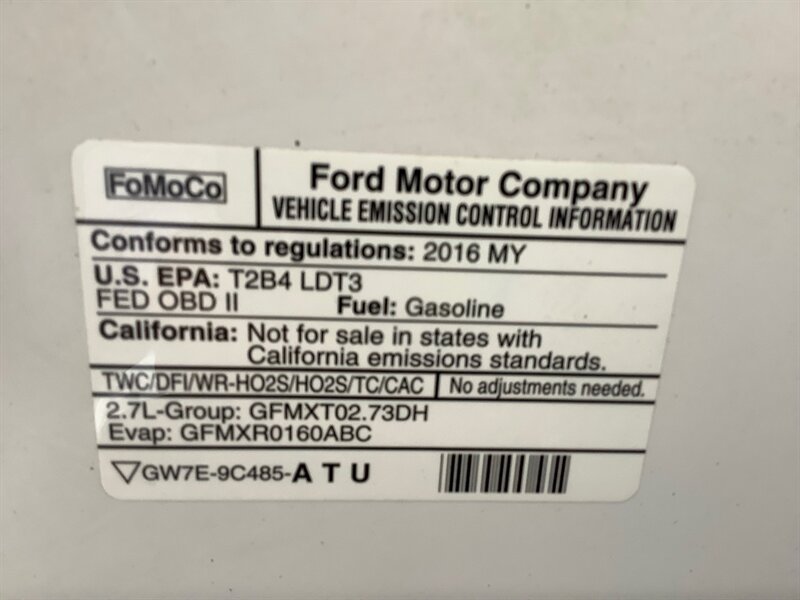 FoMoCo
Ford Motor Company
VEHICLE EMISSION CONTROL INFORMATION
Conforms to regulations: 2016 MY
U.S. EPA: T2B4 LDT3
FED OBD II Fuel: Gasoline
California: Not for sale in states with
California emissions standards.
TWC/DFI/WR-HO2S/HO2S/TC/CAC No adjustments needed.
2.7L-Group: GFMXT02.73DH
Evap: GFMXR0160ABC
GW7E-9C485-A T U